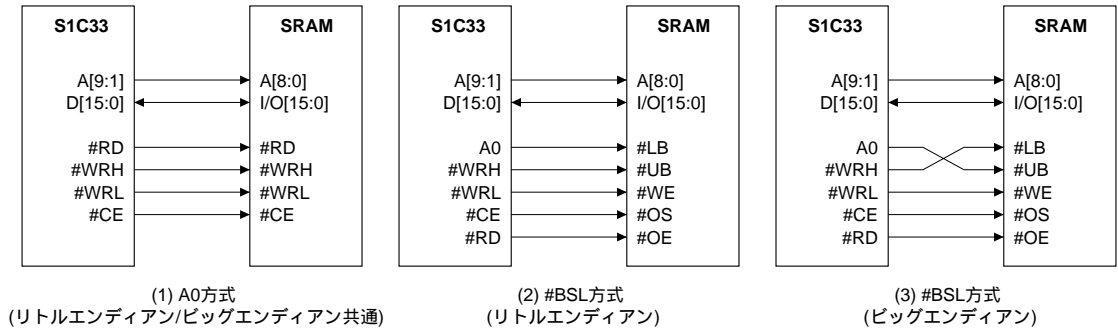 S1C33 SRAM
A[9:1] A[8:0]
D[15:0] I/O[15:0]
#RD #RD
#WRH #WRH
#WRL #WRL
#CE #CE
(1) A0方式
(リトルエンディアン/ビッグエンディアン共通)
S1C33 SRAM
A[9:1] A[8:0]
D[15:0] I/O[15:0]
A0 #LB
#WRH #UB
#WRL #WE
#CE #OS
#RD #OE
(2) #BSL方式
(リトルエンディアン)
S1C33 SRAM
A[9:1] A[8:0]
D[15:0] I/O[15:0]
A0 #LB
#WRH #UB
#WRL #WE
#CE #OS
#RD #OE
(3) #BSL方式
(ビッグエンディアン)